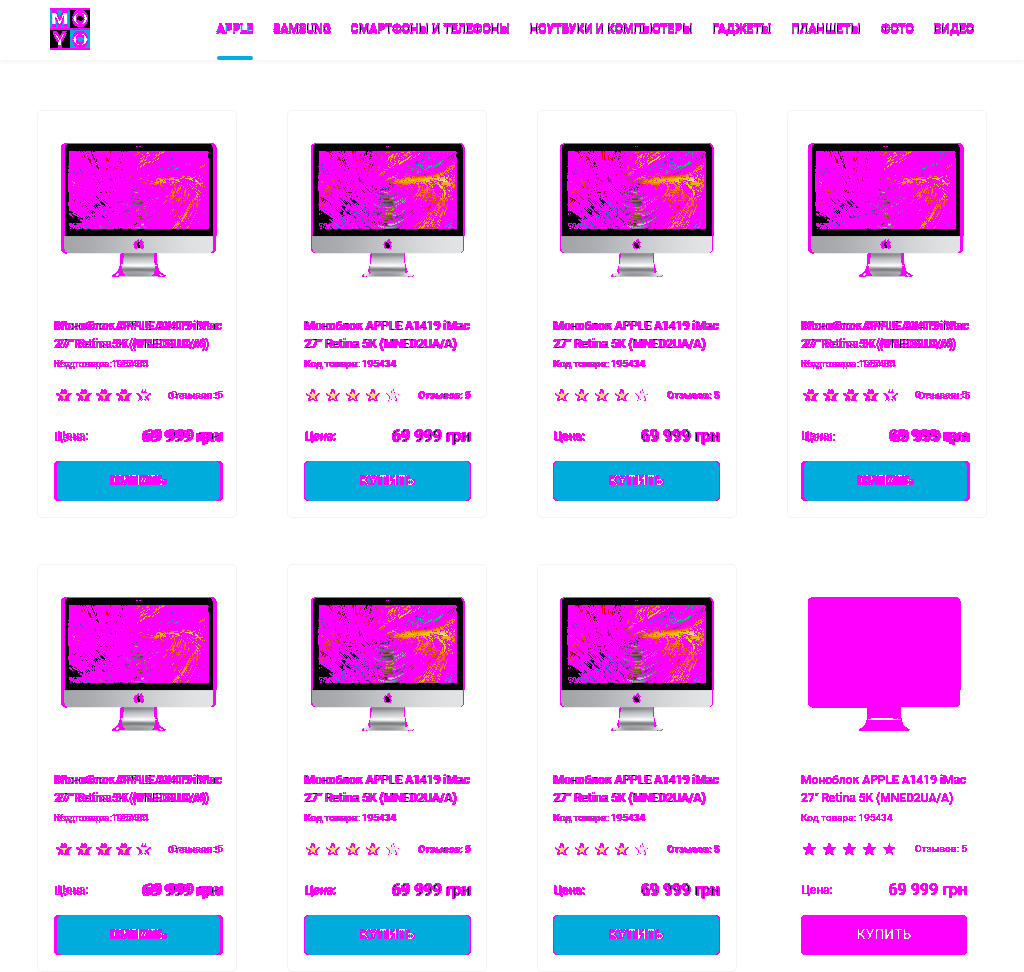 MOYO
APPLE SAMSUNG СМАРТФОНЫ И ТЕЛЕФОНЫ НОУТБУКИ И КОМПЬЮТЕРЫ ГАДЖЕТЫ ПЛАНШЕТЫ ФОТО ВИДЕО
Моноблок APPLE A1419 iMac
27" Retina 5K (MNED2UA/A)
Код товара: 195434
Отзывов: 5
Цена: 69 999 грн
КУПИТЬ
Моноблок APPLE A1419 iMac
27" Retina 5K (MNED2UA/A)
Код товара: 195434
Отзывов: 5
Цена: 69 999 грн
КУПИТЬ
Моноблок APPLE A1419 iMac
27" Retina 5K (MNED2UA/A)
Код товара: 195434
Отзывов: 5
Цена: 69 999 грн
КУПИТЬ
Моноблок APPLE A1419 iMac
27" Retina 5K (MNED2UA/A)
Код товара: 195434
Отзывов: 5
Цена: 69 999 грн
КУПИТЬ
Моноблок APPLE A1419 iMac
27" Retina 5K (MNED2UA/A)
Код товара: 195434
Отзывов: 5
Цена: 69 999 грн
КУПИТЬ
Моноблок APPLE A1419 iMac
27" Retina 5K (MNED2UA/A)
Код товара: 195434
Отзывов: 5
Цена: 69 999 грн
КУПИТЬ
Моноблок APPLE A1419 iMac
27" Retina 5K (MNED2UA/A)
Код товара: 195434
Отзывов: 5
Цена: 69 999 грн
КУПИТЬ
Моноблок APPLE A1419 iMac
27" Retina 5K (MNED2UA/A)
Код товара: 195434
Отзывов: 5
Цена: 69 999 грн
КУПИТЬ